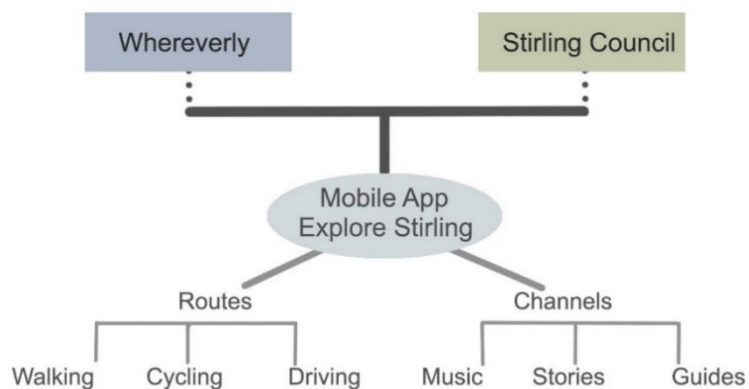 Whereverly
Stirling Council
Mobile App
Explore Stirling
Routes
Channels
Walking
Cycling
Driving
Music
Stories
Guides